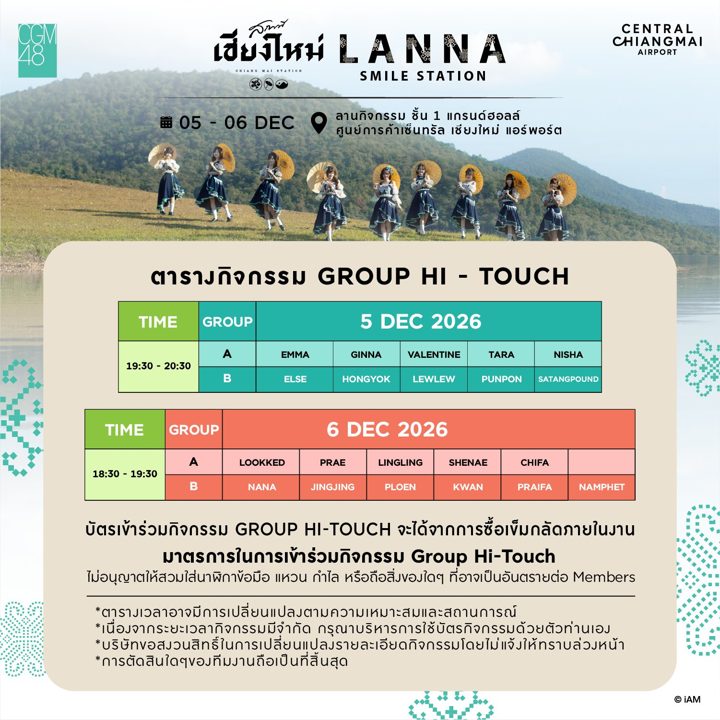 CGM
48
สถานี
เชียงใหม่
CHIANG MAI STATION
LANNA
SMILE STATION
CENTRAL
CHIANGMAI
AIRPORT
05 - 06 DEC
ลานกิจกรรม ชั้น 1 แกรนด์ฮอลล์
ศูนย์การค้าเซ็นทรัล เชียงใหม่ แอร์พอร์ต
ตารางกิจกรรม GROUP HI - TOUCH
TIME GROUP 5 DEC 2026
19:30 - 20:30
A EMMA GINNA VALENTINE TARA NISHA
B ELSE HONGYOK LEWLEW PUNPON SATANGPOUND
TIME GROUP 6 DEC 2026
18:30 - 19:30
A LOOKKED PRAE LINGLING SHENAE CHIFA
B NANA JINGJING PLOEN KWAN PRAIFA NAMPHET
บัตรเข้าร่วมกิจกรรม GROUP HI-TOUCH จะได้จากการซื้อเข็มกลัดภายในงาน
มาตรการในการเข้าร่วมกิจกรรม Group Hi-Touch
ไม่อนุญาตให้สวมใส่นาฬิกาข้อมือ แหวน กำไล หรือถือสิ่งของใดๆ ที่อาจเป็นอันตรายต่อ Members
*ตารางเวลาอาจมีการเปลี่ยนแปลงตามความเหมาะสมและสถานการณ์
*เนื่องจากระยะเวลากิจกรรมมีจำกัด กรุณาบริหารการใช้บัตรกิจกรรมด้วยตัวท่านเอง
*บริษัทขอสงวนสิทธิ์ในการเปลี่ยนแปลงรายละเอียดกิจกรรมโดยไม่แจ้งให้ทราบล่วงหน้า
*การตัดสินใดๆของทีมงานถือเป็นที่สิ้นสุด
© iAM